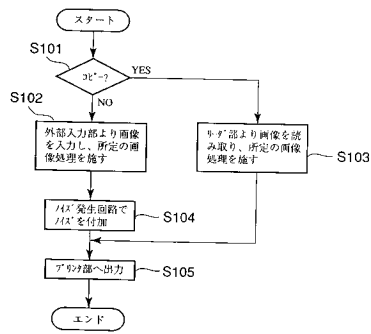 スタート
S101
ｺﾋﾟｰ?
YES
NO
S102
外部入力部より画像
を入力し、所定の画
像処理を施す
ﾘｰﾀﾞ部より画像を読
み取り、所定の画像
処理を施す
S103
ﾉｲｽﾞ発生回路で
ﾉｲｽﾞを付加
S104
ﾌﾟﾘﾝﾀ部へ出力
S105
エンド